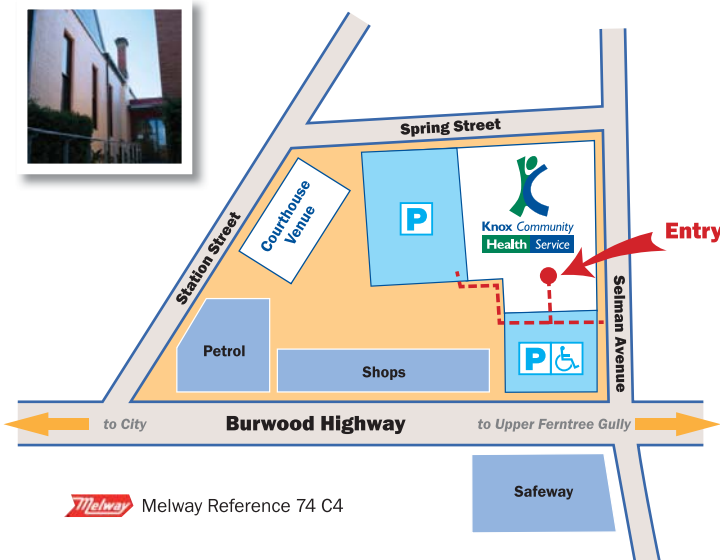 Spring Street
P
Knox Community
Health Service
Courthouse
Venue
Entry
Station Street
Selman Avenue
Petrol
Shops
P
to City
Burwood Highway
to Upper Ferntree Gully
Safeway
Melway
Melway Reference 74 C4